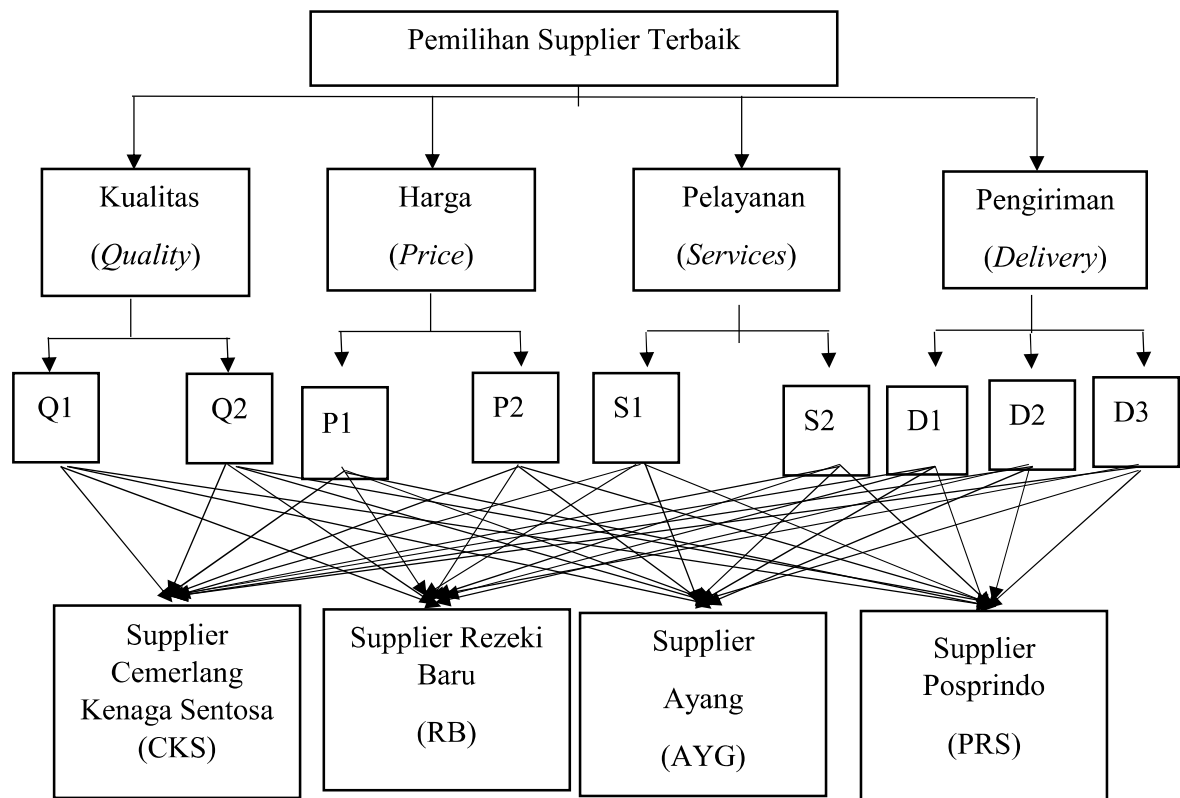 Pemilihan Supplier Terbaik
Kualitas
(Quality)
Harga
(Price)
Pelayanan
(Services)
Pengiriman
(Delivery)
Q1
Q2
P1
P2
S1
S2
D1
D2
D3
Supplier
Cemerlang
Kenaga Sentosa
(CKS)
Supplier Rezeki
Baru
(RB)
Supplier
Ayang
(AYG)
Supplier
Posprindo
(PRS)